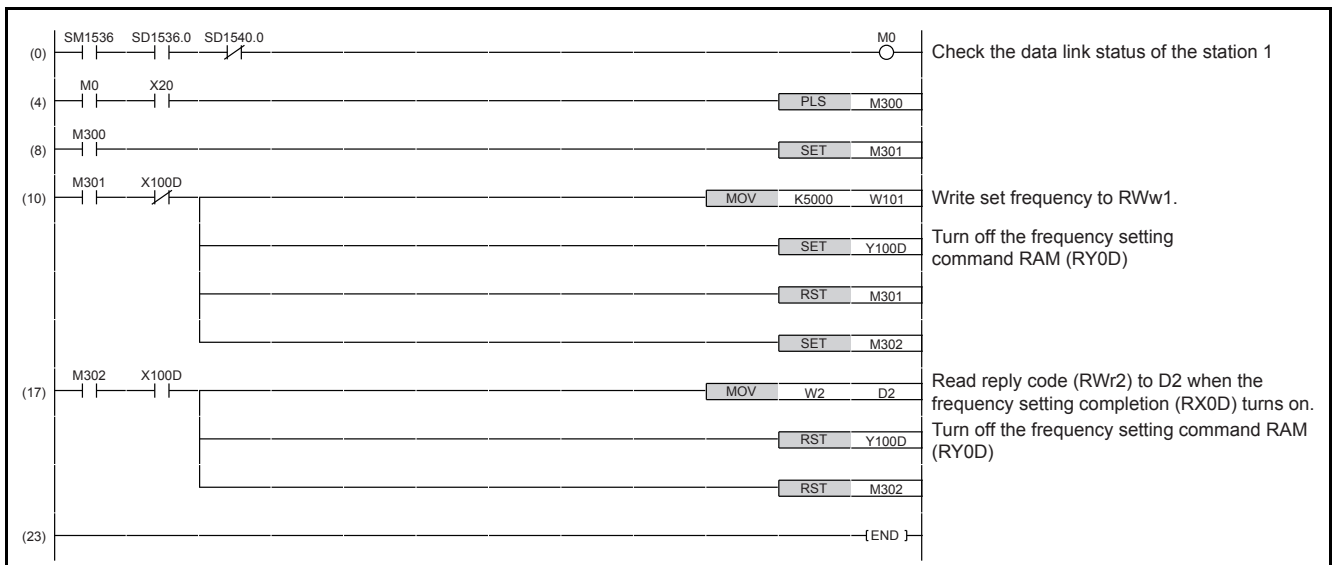 SM1536 SD1536.0 SD1540.0 M0
(0) Check the data link status of the station 1
M0 X20
(4) PLS M300
M300
(8) SET M301
M301 X100D
(10) MOV K5000 W101 Write set frequency to RWw1.
SET Y100D Turn off the frequency setting
command RAM (RY0D)
RST M301
SET M302
M302 X100D
(17) MOV W2 D2 Read reply code (RWr2) to D2 when the
frequency setting completion (RX0D) turns on.
RST Y100D Turn off the frequency setting command RAM
(RY0D)
RST M302
(23) END